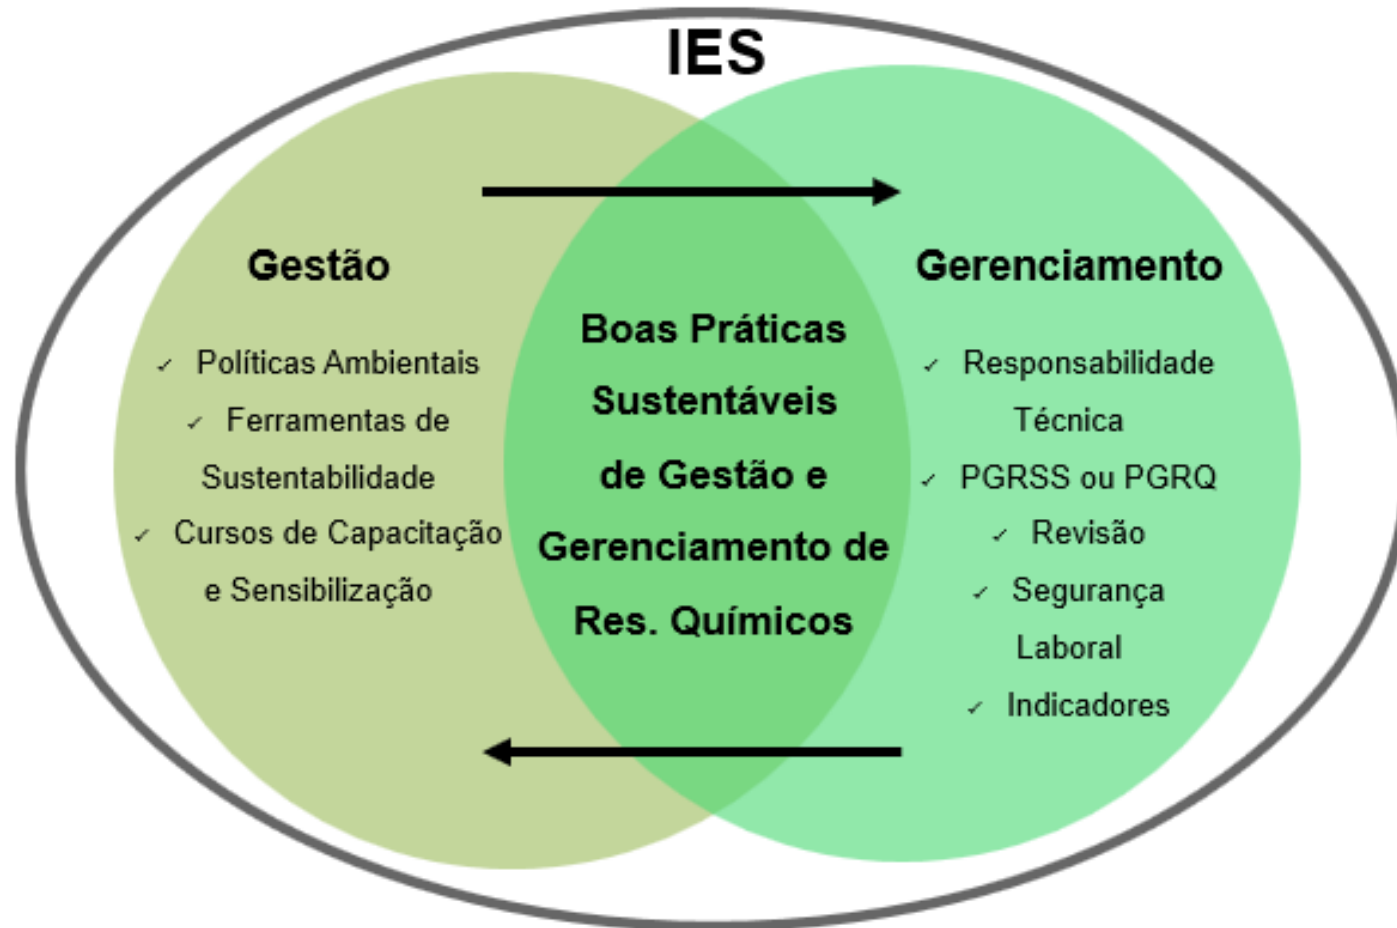 IES
Gestão
✓ Políticas Ambientais
✓ Ferramentas de
Sustentabilidade
✓ Cursos de Capacitação
e Sensibilização
Boas Práticas
Sustentáveis
de Gestão e
Gerenciamento de
Res. Químicos
Gerenciamento
✓ Responsabilidade
Técnica
✓ PGRSS ou PGRQ
✓ Revisão
✓ Segurança
Laboral
✓ Indicadores